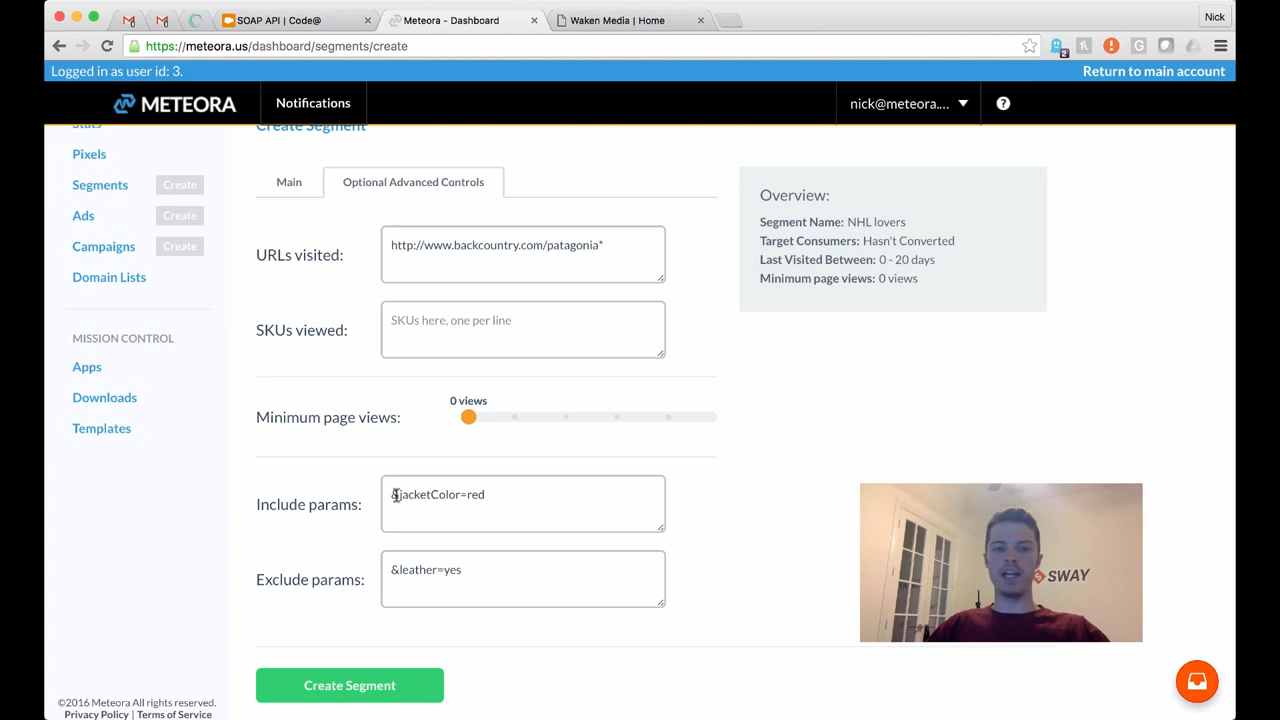 SOAP API | Code@
Meteora - Dashboard
Waken Media | Home
Nick
https://meteora.us/dashboard/segments/create
2
Logged in as user id: 3.
Return to main account
METEORA
Notifications
nick@meteora....
?
Stats
Pixels
Segments Create
Ads Create
Campaigns Create
Domain Lists
MISSION CONTROL
Apps
Downloads
Templates
©2016 Meteora All rights reserved.
Privacy Policy | Terms of Service
Create Segment
Main
Optional Advanced Controls
URLs visited:
http://www.backcountry.com/patagonia*
SKUs viewed:
SKUs here, one per line
0 views
Minimum page views:
Include params:
&jacketColor=red
Exclude params:
&leather=yes
Create Segment
Overview:
Segment Name: NHL lovers
Target Consumers: Hasn't Converted
Last Visited Between: 0 - 20 days
Minimum page views: 0 views
SWAY